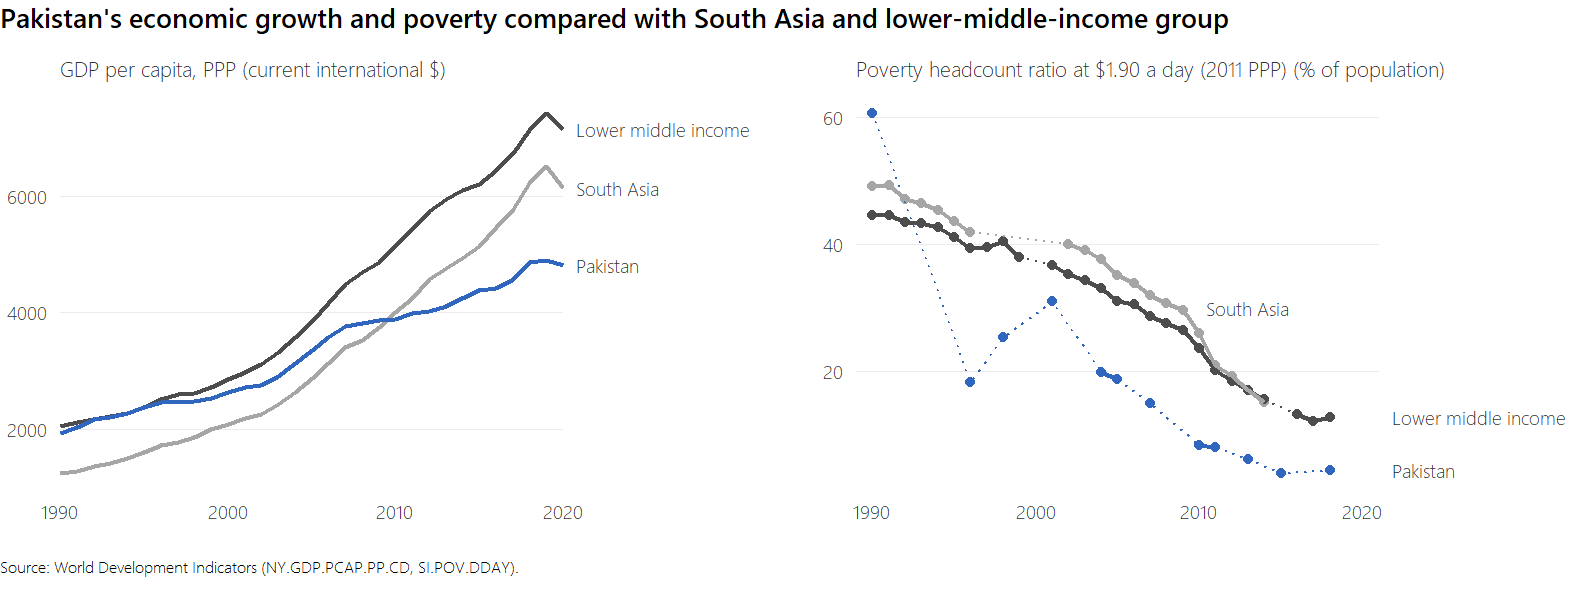 Pakistan's economic growth and poverty compared with South Asia and lower-middle-income group
GDP per capita, PPP (current international $)
Lower middle income
6000
South Asia
Pakistan
4000
2000
1990 2000 2010 2020
Poverty headcount ratio at $1.90 a day (2011 PPP) (% of population)
60
40
South Asia
20
Lower middle income
Pakistan
1990 2000 2010 2020
Source: World Development Indicators (NY.GDP.PCAP.PP.CD, SI.POV.DDAY).